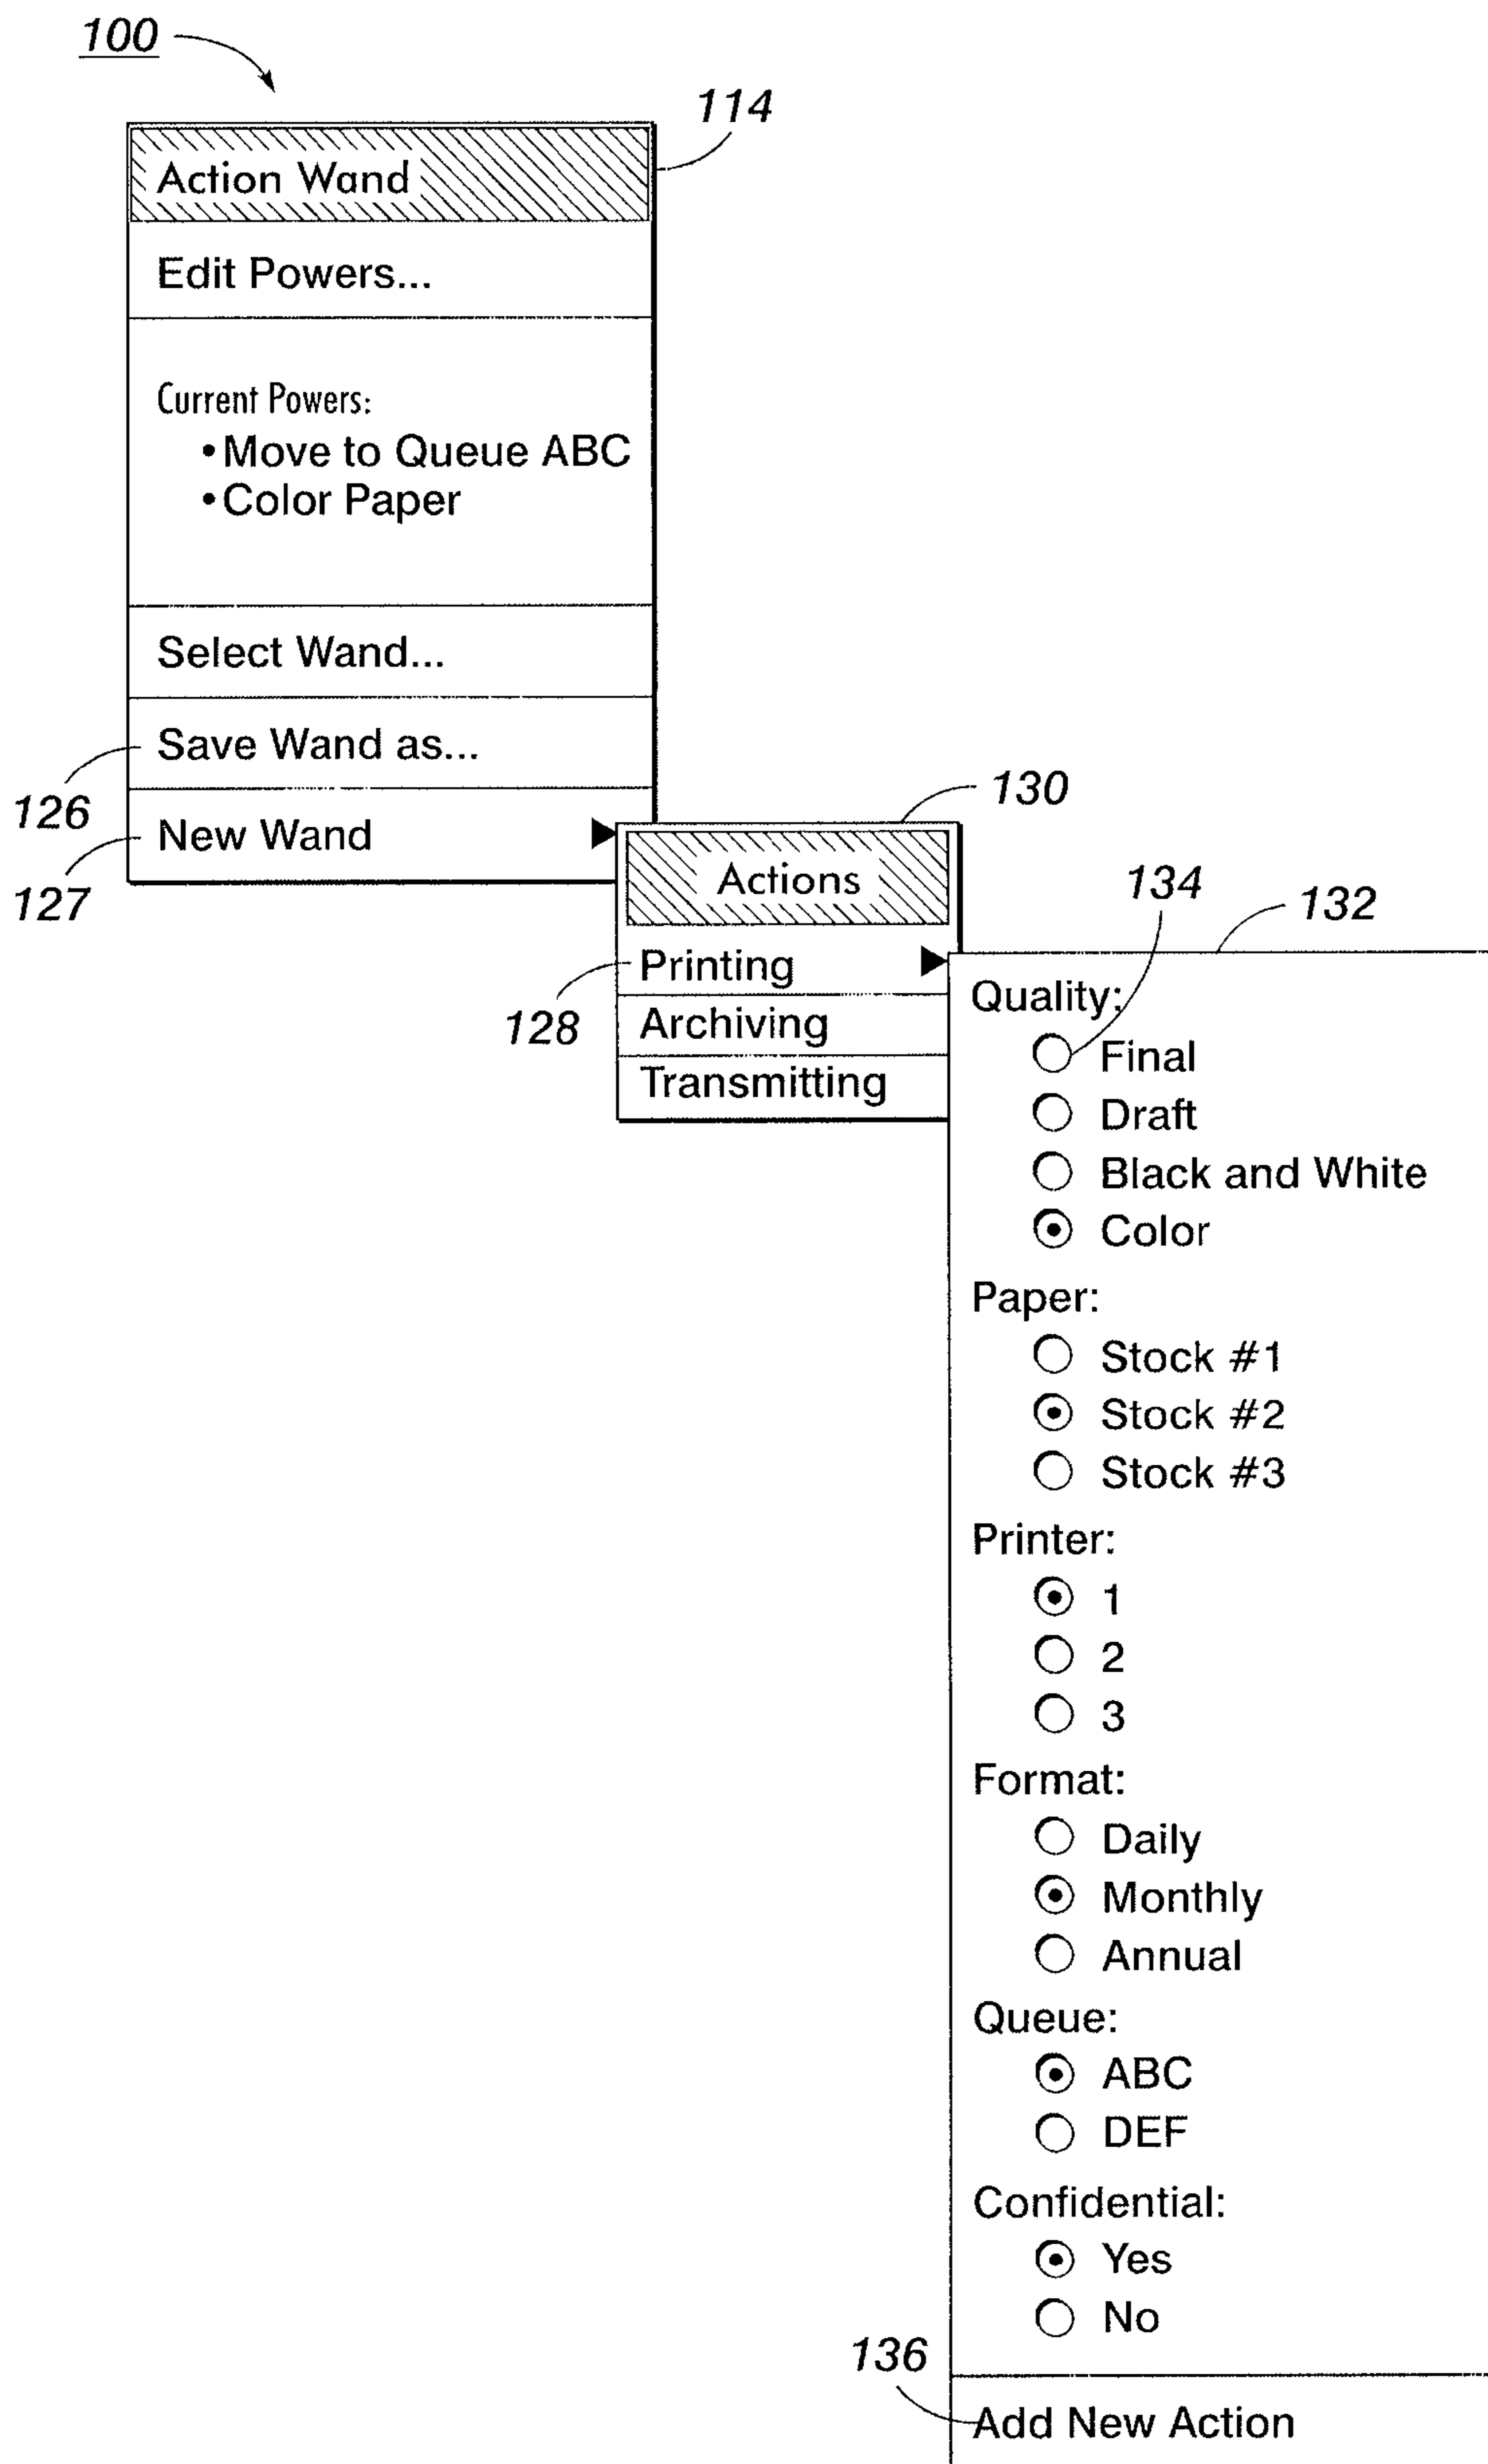 100
114
Action Wand
Edit Powers...
Current Powers:
•Move to Queue ABC
•Color Paper
Select Wand...
Save Wand as...
126
New Wand
127
130
Actions
134
132
Printing
128
Archiving
Transmitting
Quality:
Final
Draft
Black and White
Color
Paper:
Stock #1
Stock #2
Stock #3
Printer:
1
2
3
Format:
Daily
Monthly
Annual
Queue:
ABC
DEF
Confidential:
Yes
No
136
Add New Action